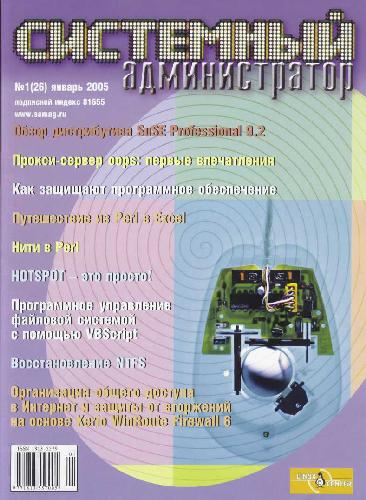 СИСТЕМНЫЙ
администратор
№1(26) январь 2005
подписной индекс 81655
www.samag.ru
Обзор дистрибутива SuSE Professional 9.2
Прокси-сервер oops: первые впечатления
Как защищают программное обеспечение
Путешествие из Perl в Excel
Нити в Perl
HOTSPOT – это просто!
Программное управление
файловой системой
с помощью VBScript
Восстановление NTFS
Организация общего доступа
в Интернет и защиты от вторжений
на основе Kerio WinRoute Firewall 6